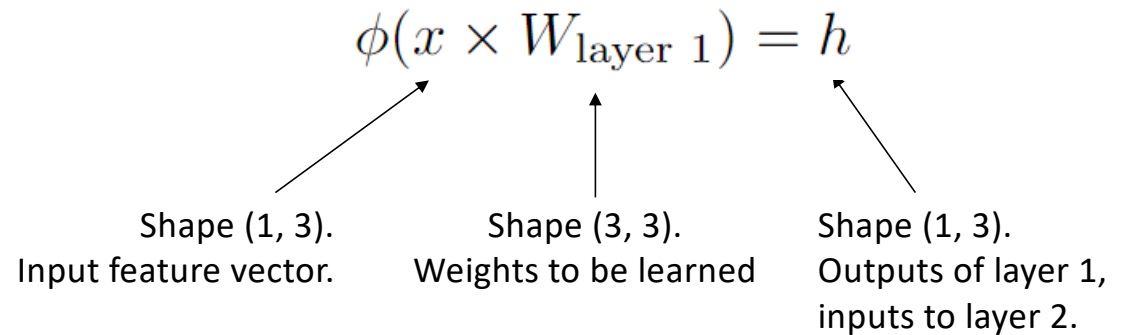 ϕ(x × W_layer 1) = h
Shape (1, 3).
Input feature vector.
Shape (3, 3).
Weights to be learned
Shape (1, 3).
Outputs of layer 1,
inputs to layer 2.